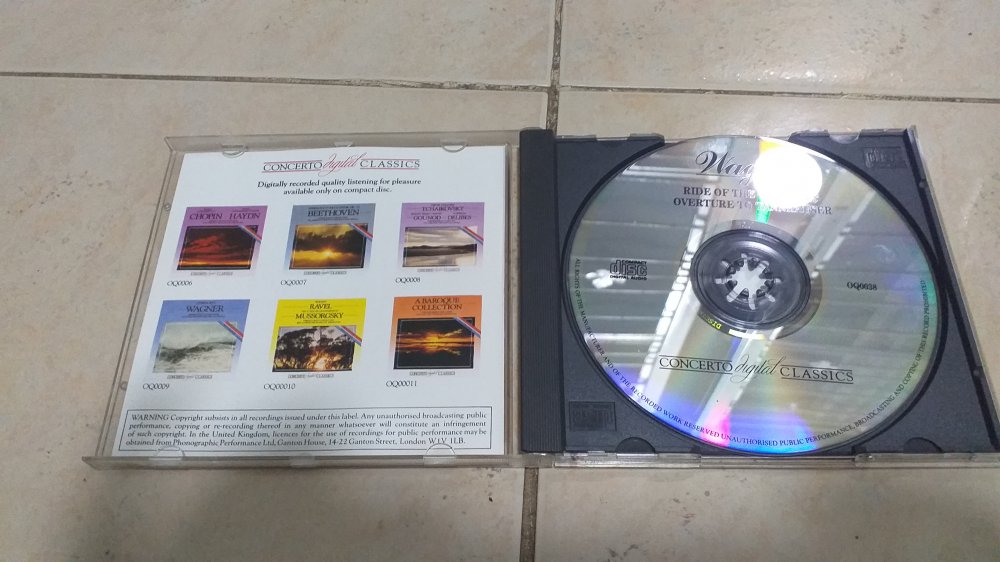 CONCERTO digital CLASSICS
Digitally recorded quality listening for pleasure
available only on compact disc.
CHOPIN HAYDN
OQ0006
BEETHOVEN
OQ0007
TCHAIKOVSKY
GOUNOD DELIBES
OQ0008
WAGNER
OQ0009
RAVEL
MUSSORGSKY
OQ00010
A BAROQUE
COLLECTION
OQ00011
WARNING Copyright subsists in all recordings issued under this label. Any unauthorised broadcasting public
performance, copying or re-recording thereof in any manner whatsoever will constitute an infringement
of such copyright. In the United Kingdom, licences for the use of recordings for public performance may be
obtained from Phonographic Performance Ltd, Ganton House, 14-22 Ganton Street, London W1V 1LB.
RIDE OF
OVERTURE
COMPACT
disc
DIGITAL AUDIO
OQ0038
CONCERTO digital CLASSICS
ALL RIGHTS OF THE MANUFACTURER AND OF THE RECORDED WORK RESERVED UNAUTHORISED PUBLIC PERFORMANCE, BROADCASTING AND COPYING OF THIS RECORD PROHIBITED